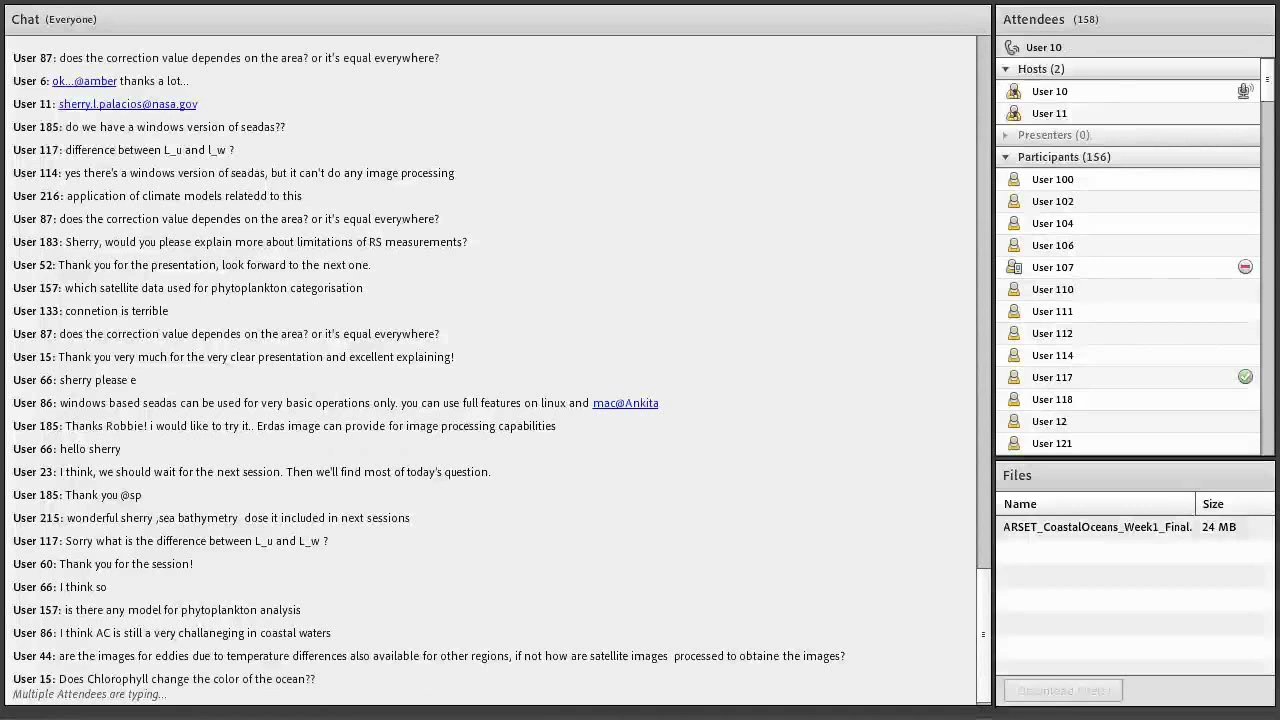 Chat (Everyone)
User 87: does the correction value dependes on the area? or it's equal everywhere?
User 6: ok...@amber thanks a lot...
User 11: sherry.l.palacios@nasa.gov
User 185: do we have a windows version of seadas??
User 117: difference between L_u and l_w ?
User 114: yes there's a windows version of seadas, but it can't do any image processing
User 216: application of climate models relatedd to this
User 87: does the correction value dependes on the area? or it's equal everywhere?
User 183: Sherry, would you please explain more about limitations of RS measurements?
User 52: Thank you for the presentation, look forward to the next one.
User 157: which satellite data used for phytoplankton categorisation
User 133: connetion is terrible
User 87: does the correction value dependes on the area? or it's equal everywhere?
User 15: Thank you very much for the very clear presentation and excellent explaining!
User 66: sherry please e
User 86: windows based seadas can be used for very basic operations only. you can use full features on linux and mac@Ankita
User 185: Thanks Robbie! i would like to try it.. Erdas image can provide for image processing capabilities
User 66: hello sherry
User 23: I think, we should wait for the next session. Then we'll find most of today's question.
User 185: Thank you @sp
User 215: wonderful sherry ,sea bathymetry  dose it included in next sessions
User 117: Sorry what is the difference between L_u and L_w ?
User 60: Thank you for the session!
User 66: I think so
User 157: is there any model for phytoplankton analysis
User 86: I think AC is still a very challaneging in coastal waters
User 44: are the images for eddies due to temperature differences also available for other regions, if not how are satellite images  processed to obtaine the images?
User 15: Does Chlorophyll change the color of the ocean??
Multiple Attendees are typing...
Attendees (158)
User 10
Hosts (2)
User 10
User 11
Presenters (0)
Participants (156)
User 100
User 102
User 104
User 106
User 107
User 110
User 111
User 112
User 114
User 117
User 118
User 12
User 121
Files
Name Size
ARSET_CoastalOceans_Week1_Final. 24 MB
Download File(s)